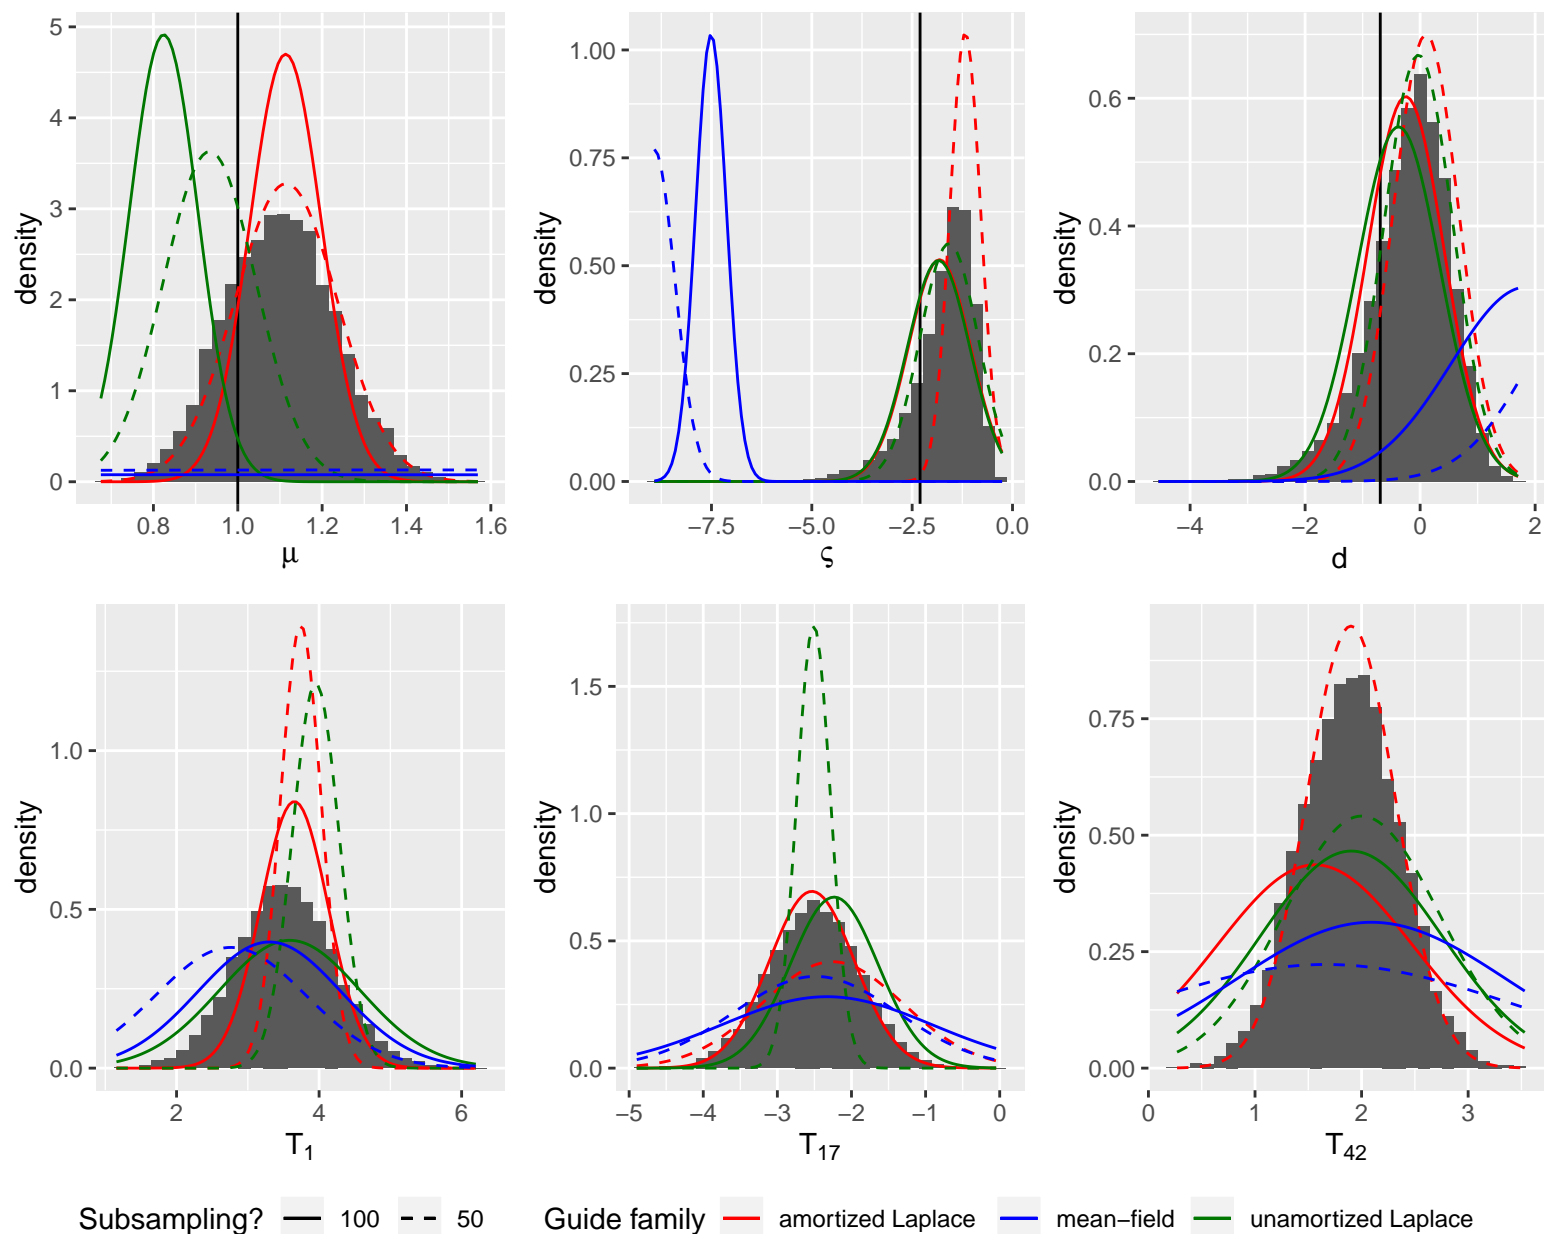 5
4
3
2
1
0
density
0.8 1.0 1.2 1.4 1.6
μ
1.00
0.75
0.50
0.25
0.00
density
−7.5 −5.0 −2.5 0.0
ς
0.6
0.4
0.2
0.0
density
−4 −2 0 2
d
1.0
0.5
0.0
density
2 4 6
T1
1.5
1.0
0.5
0.0
density
−5 −4 −3 −2 −1 0
T17
0.75
0.50
0.25
0.00
density
0 1 2 3
T42
Subsampling? 100 50 Guide family amortized Laplace mean−field unamortized Laplace